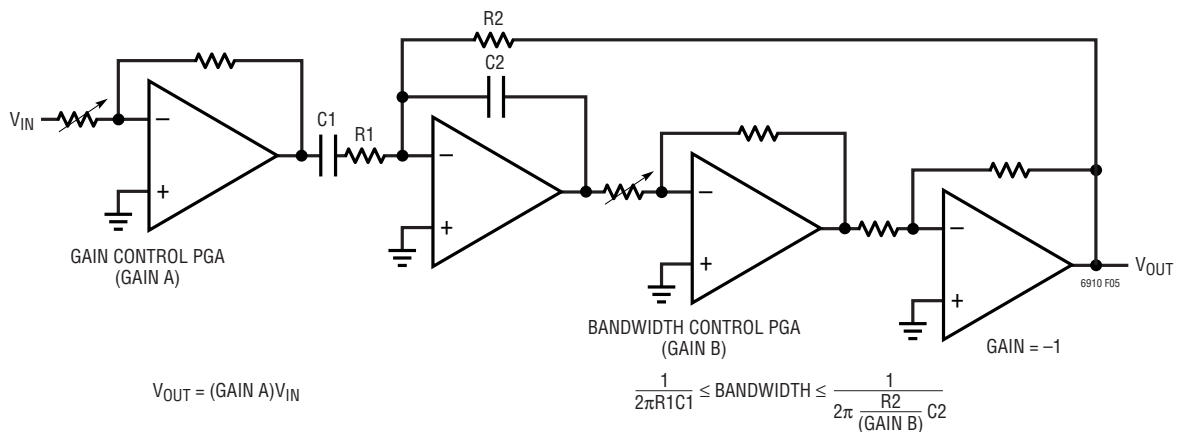 R2
C2
V_IN
C1
R1
−
+
−
+
−
+
−
+
GAIN CONTROL PGA
(GAIN A)
V_OUT
6910 F05
BANDWIDTH CONTROL PGA
(GAIN B)
GAIN = –1
V_OUT = (GAIN A)V_IN
1/(2πR1C1) ≤ BANDWIDTH ≤ 1/(2π R2/(GAIN B) C2)